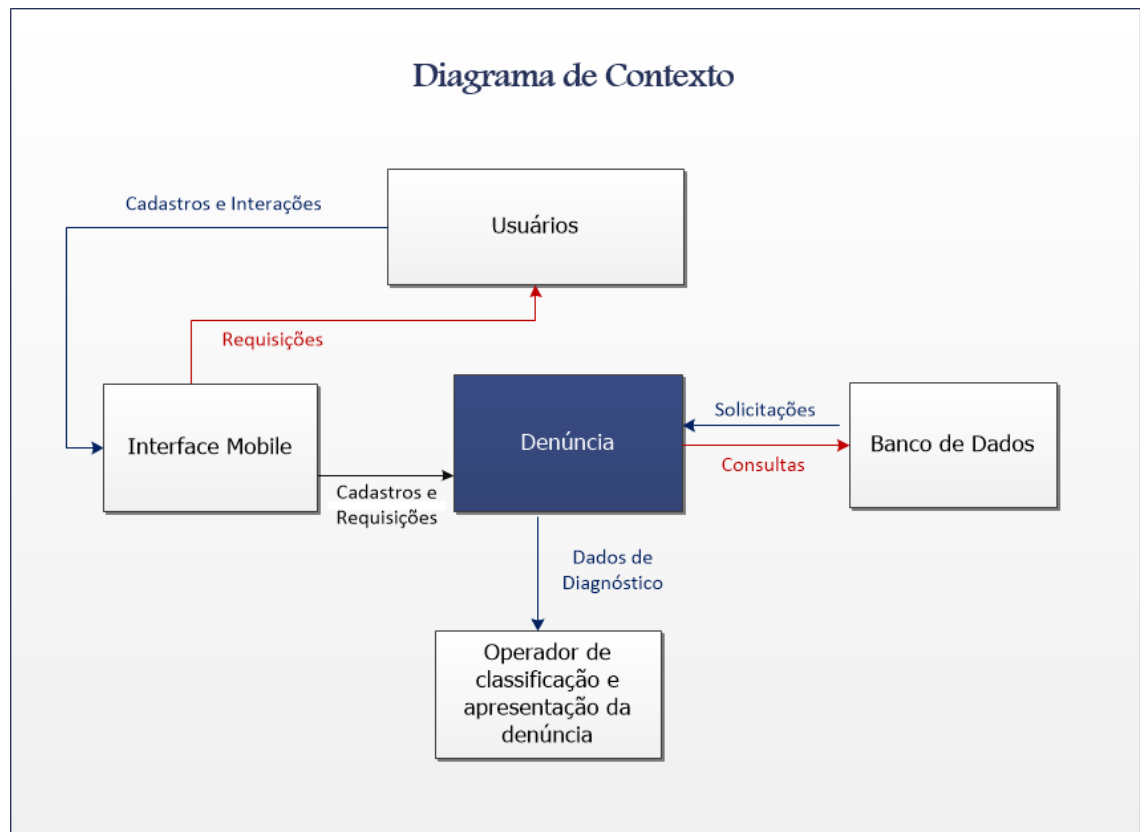 Diagrama de Contexto
Cadastros e Interações
Usuários
Requisições
Interface Mobile
Cadastros e
Requisições
Denúncia
Solicitações
Consultas
Banco de Dados
Dados de
Diagnóstico
Operador de
classificação e
apresentação da
denúncia